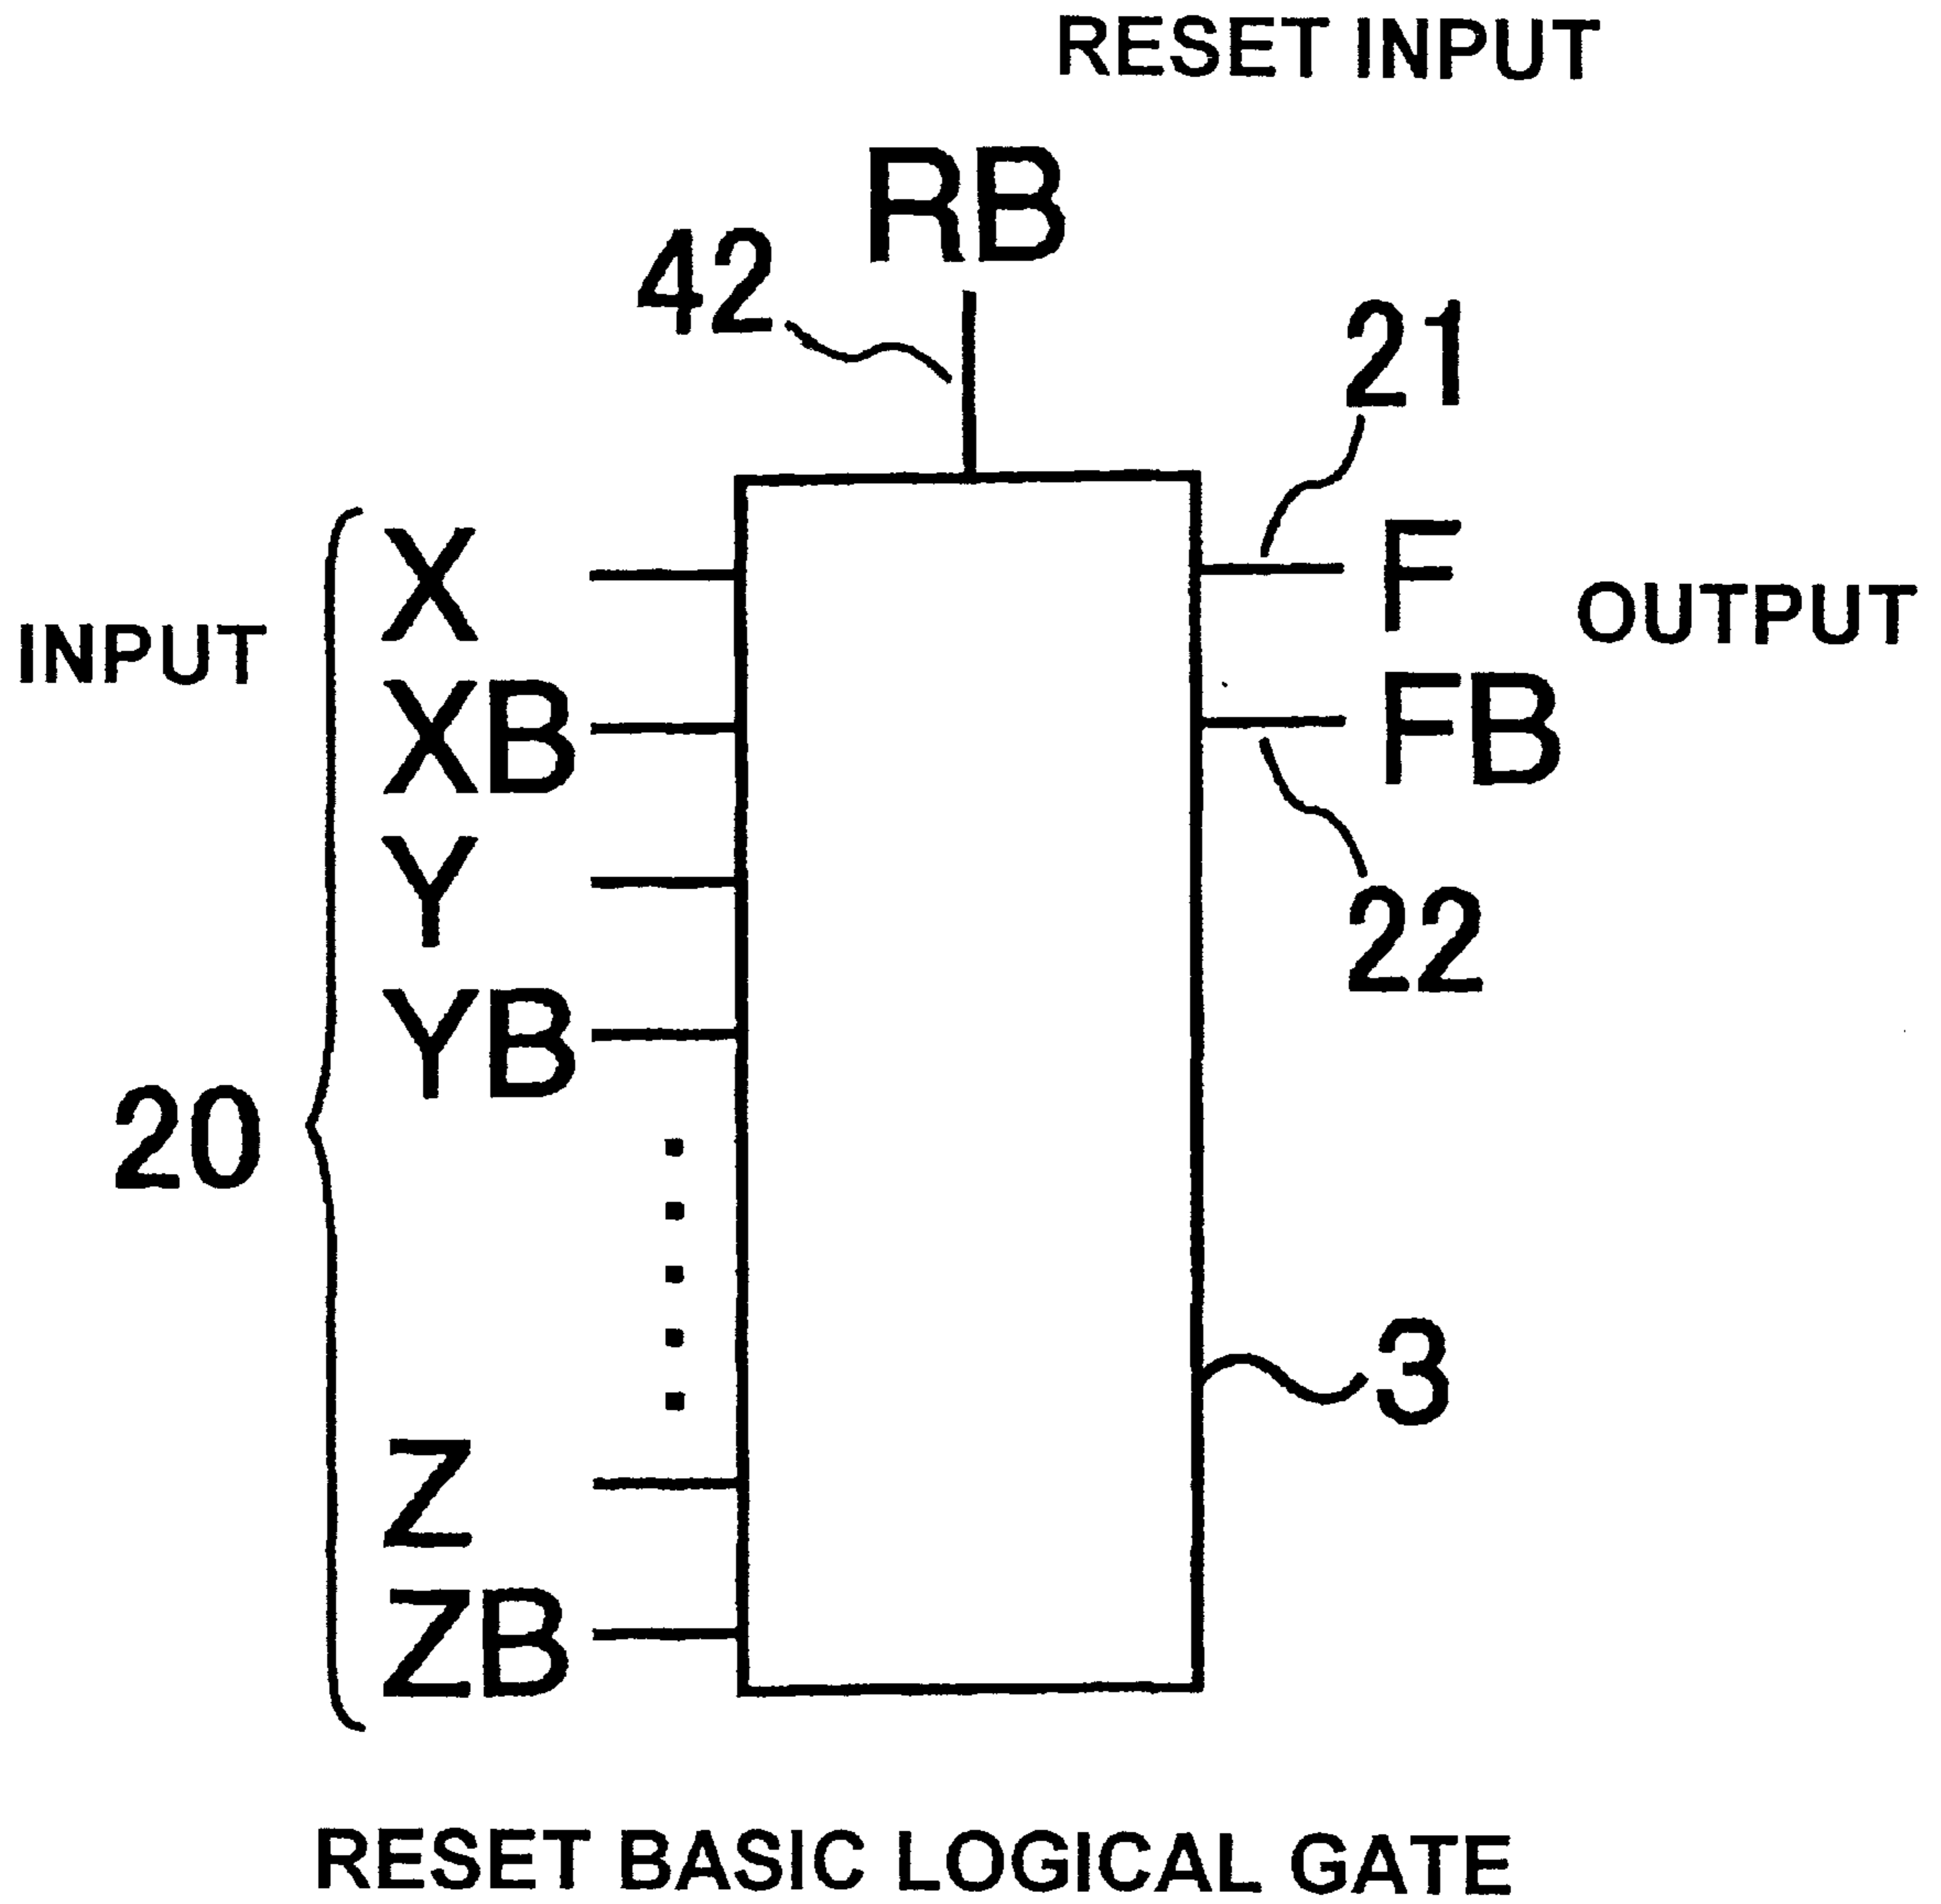 RESET INPUT
RB
42
21
X
F
OUTPUT
INPUT
XB
FB
Y
22
YB
20
3
Z
ZB
RESET BASIC LOGICAL GATE